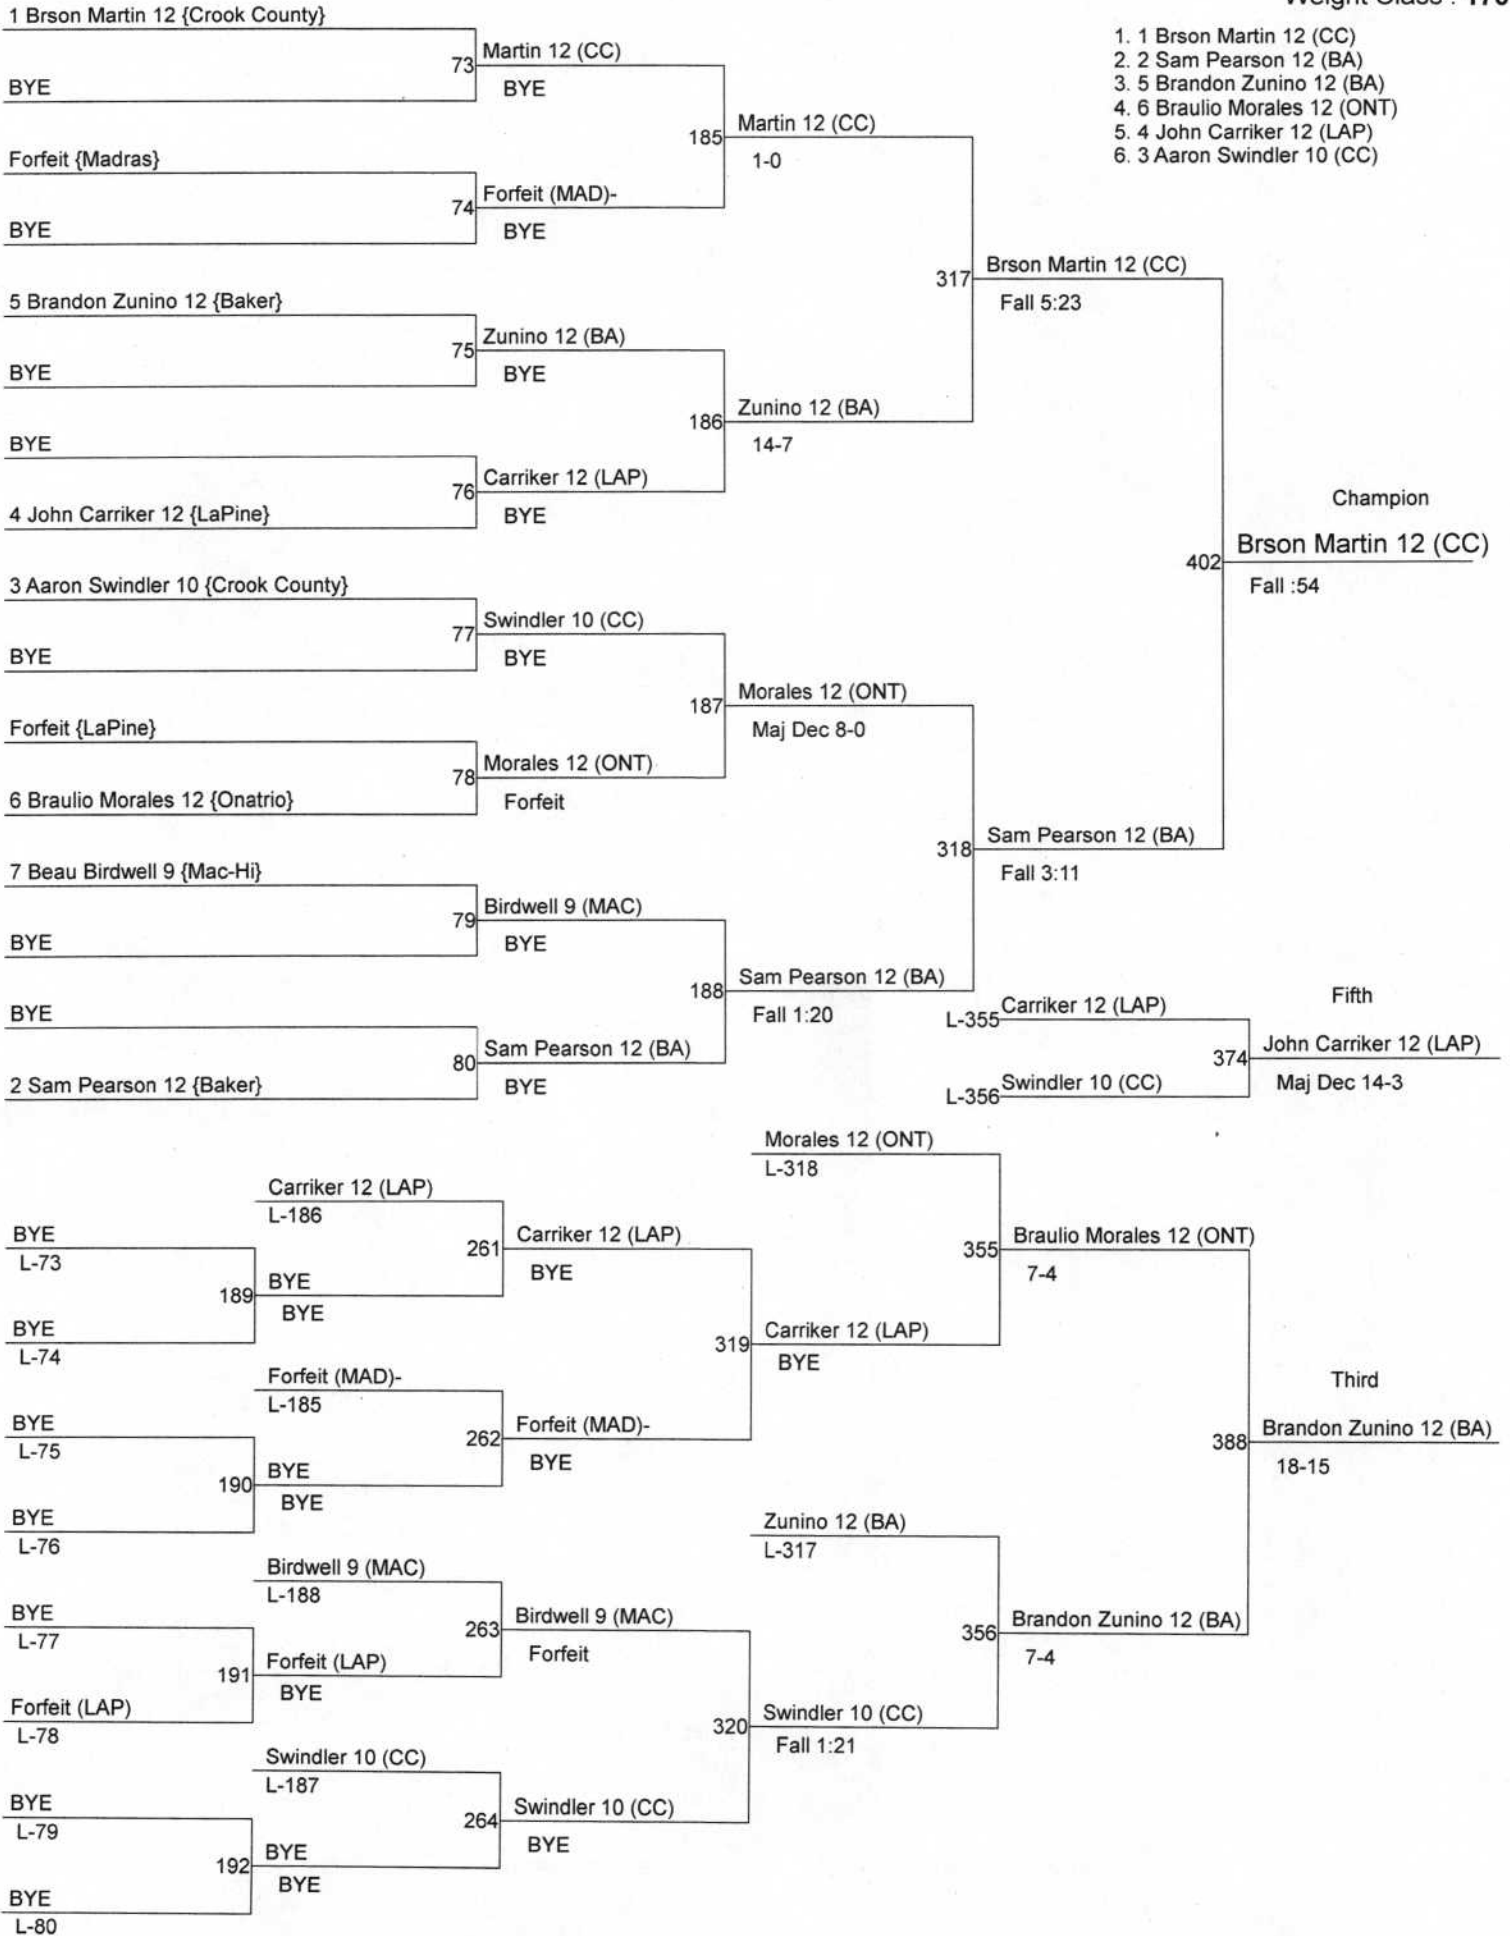 Weight Class : 170
1. 1 Brson Martin 12 (CC)
2. 2 Sam Pearson 12 (BA)
3. 5 Brandon Zunino 12 (BA)
4. 6 Braulio Morales 12 (ONT)
5. 4 John Carriker 12 (LAP)
6. 3 Aaron Swindler 10 (CC)
1 Brson Martin 12 {Crook County}
BYE
73
Martin 12 (CC)
BYE
Forfeit {Madras}
BYE
74
Forfeit (MAD)-
BYE
185
Martin 12 (CC)
1-0
5 Brandon Zunino 12 {Baker}
BYE
75
Zunino 12 (BA)
BYE
BYE
4 John Carriker 12 {LaPine}
76
Carriker 12 (LAP)
BYE
186
Zunino 12 (BA)
14-7
317
Brson Martin 12 (CC)
Fall 5:23
3 Aaron Swindler 10 {Crook County}
BYE
77
Swindler 10 (CC)
BYE
Forfeit {LaPine}
6 Braulio Morales 12 {Onatrio}
78
Morales 12 (ONT)
Forfeit
187
Morales 12 (ONT)
Maj Dec 8-0
7 Beau Birdwell 9 {Mac-Hi}
BYE
79
Birdwell 9 (MAC)
BYE
BYE
2 Sam Pearson 12 {Baker}
80
Sam Pearson 12 (BA)
BYE
188
Sam Pearson 12 (BA)
Fall 1:20
318
Sam Pearson 12 (BA)
Fall 3:11
Champion
402
Brson Martin 12 (CC)
Fall :54
Fifth
L-355
Carriker 12 (LAP)
L-356
Swindler 10 (CC)
374
John Carriker 12 (LAP)
Maj Dec 14-3
BYE
L-73
BYE
L-74
189
Carriker 12 (LAP)
L-186
BYE
BYE
261
Carriker 12 (LAP)
BYE
BYE
L-75
BYE
L-76
190
Forfeit (MAD)-
L-185
BYE
BYE
262
Forfeit (MAD)-
BYE
Morales 12 (ONT)
L-318
319
Carriker 12 (LAP)
BYE
355
Braulio Morales 12 (ONT)
7-4
BYE
L-77
Forfeit (LAP)
L-78
191
Birdwell 9 (MAC)
L-188
Forfeit (LAP)
BYE
263
Birdwell 9 (MAC)
Forfeit
BYE
L-79
BYE
L-80
192
Swindler 10 (CC)
L-187
BYE
BYE
264
Swindler 10 (CC)
BYE
Zunino 12 (BA)
L-317
320
Swindler 10 (CC)
Fall 1:21
356
Brandon Zunino 12 (BA)
7-4
Third
388
Brandon Zunino 12 (BA)
18-15